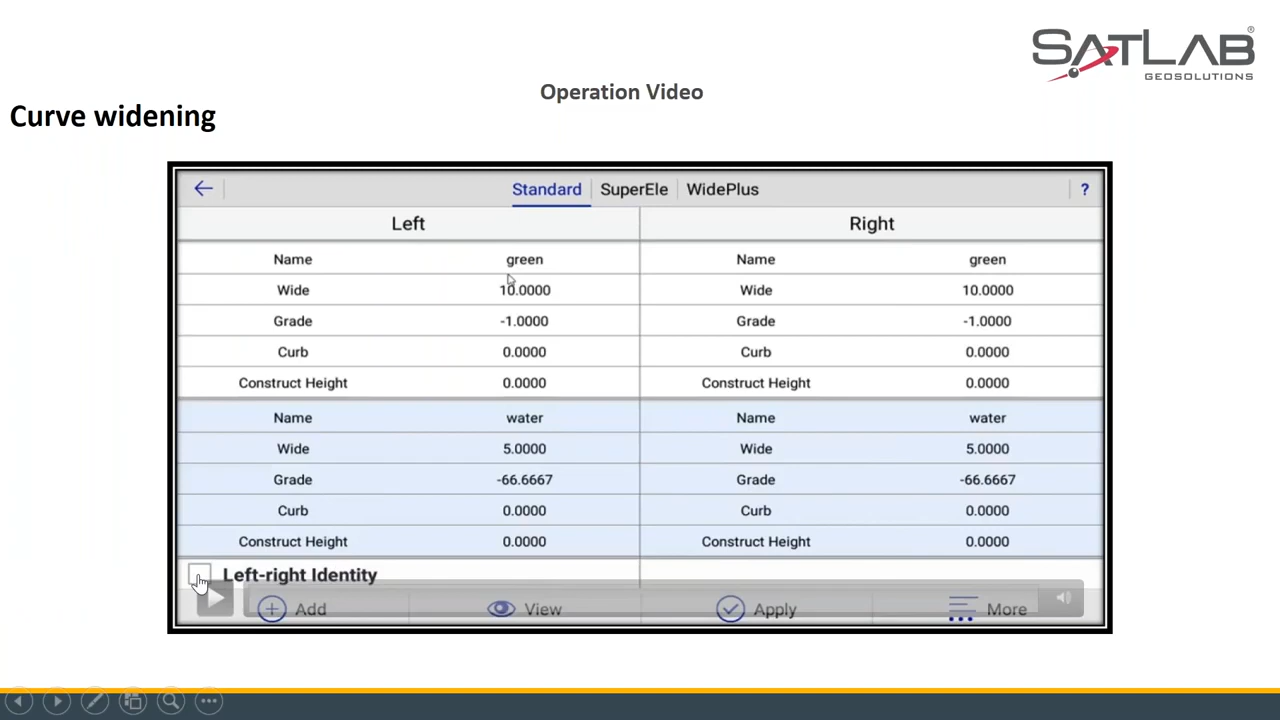 SATLAB®
GEOSOLUTIONS
Operation Video
Curve widening
Standard SuperEle WidePlus ?
Left Right
Name green Name green
Wide 10.0000 Wide 10.0000
Grade -1.0000 Grade -1.0000
Curb 0.0000 Curb 0.0000
Construct Height 0.0000 Construct Height 0.0000
Name water Name water
Wide 5.0000 Wide 5.0000
Grade -66.6667 Grade -66.6667
Curb 0.0000 Curb 0.0000
Construct Height 0.0000 Construct Height 0.0000
Left-right Identity
Add View Apply More